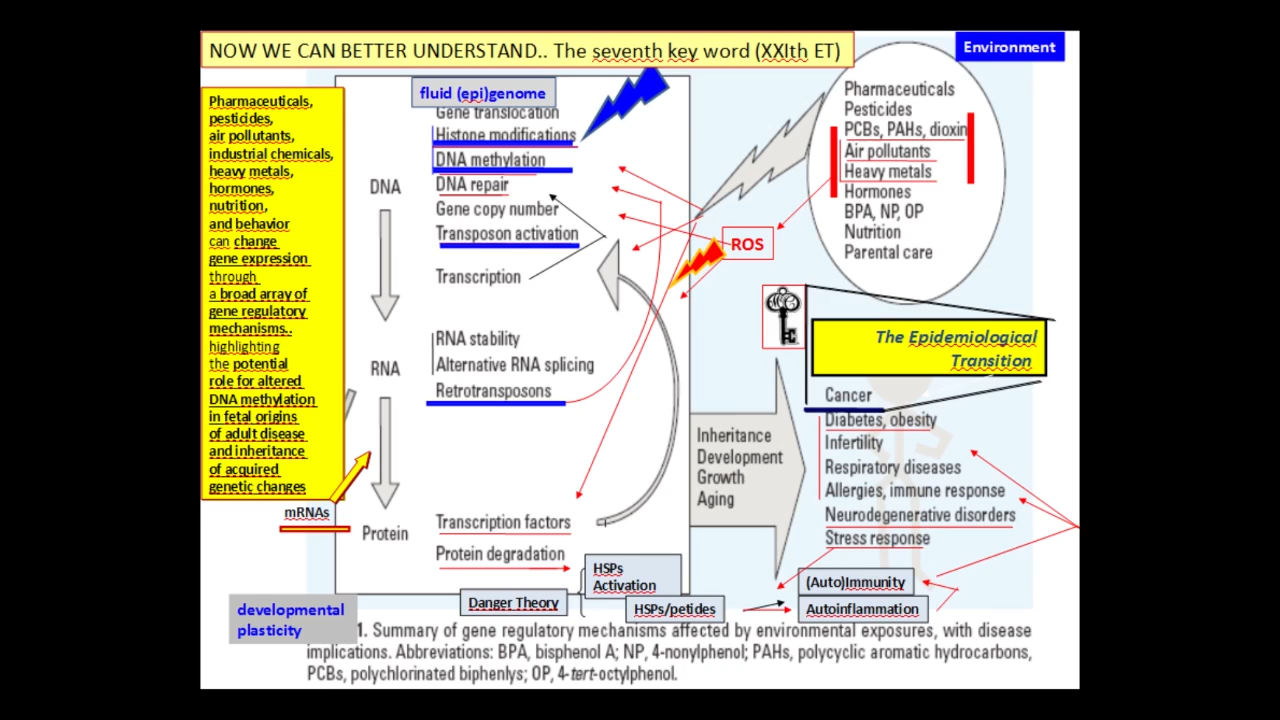 NOW WE CAN BETTER UNDERSTAND.. The seventh key word (XXIth ET)
Environment
Pharmaceuticals,
pesticides,
air pollutants,
industrial chemicals,
heavy metals,
hormones,
nutrition,
and behavior
can change
gene expression
through
a broad array of
gene regulatory
mechanisms..
highlighting
the potential
role for altered
DNA methylation
in fetal origins
of adult disease
and inheritance
of acquired
genetic changes
mRNAs
developmental
plasticity
fluid (epi)genome
DNA
Gene translocation
Histone modifications
DNA methylation
DNA repair
Gene copy number
Transposon activation
Transcription
RNA
RNA stability
Alternative RNA splicing
Retrotransposons
Protein
Transcription factors
Protein degradation
Danger Theory
HSPs
Activation
HSPs/petides
ROS
Pharmaceuticals
Pesticides
PCBs, PAHs, dioxin
Air pollutants
Heavy metals
Hormones
BPA, NP, OP
Nutrition
Parental care
The Epidemiological
Transition
Inheritance
Development
Growth
Aging
Cancer
Diabetes, obesity
Infertility
Respiratory diseases
Allergies, immune response
Neurodegenerative disorders
Stress response
(Auto)Immunity
Autoinflammation
1. Summary of gene regulatory mechanisms affected by environmental exposures, with disease
implications. Abbreviations: BPA, bisphenol A; NP, 4-nonylphenol; PAHs, polycyclic aromatic hydrocarbons,
PCBs, polychlorinated biphenlys; OP, 4-tert-octylphenol.